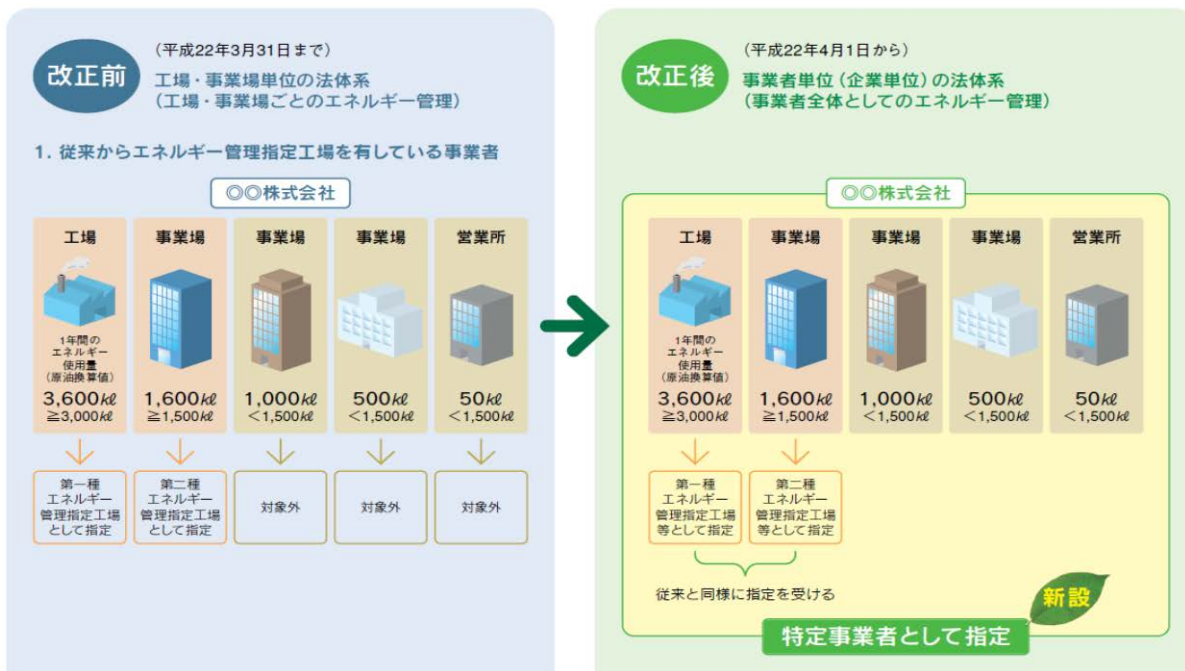 改正前
(平成22年3月31日まで)
工場・事業場単位の法体系
(工場・事業場ごとのエネルギー管理)
1. 従来からエネルギー管理指定工場を有している事業者
◎◎株式会社
工場
1年間の
エネルギー
使用量
(原油換算値)
3,600kℓ
≧3,000kℓ
第一種
エネルギー
管理指定工場
として指定
事業場
1,600kℓ
≧1,500kℓ
第二種
エネルギー
管理指定工場
として指定
事業場
1,000kℓ
<1,500kℓ
対象外
事業場
500kℓ
<1,500kℓ
対象外
営業所
50kℓ
<1,500kℓ
対象外
改正後
(平成22年4月1日から)
事業者単位(企業単位)の法体系
(事業者全体としてのエネルギー管理)
◎◎株式会社
工場
1年間の
エネルギー
使用量
(原油換算値)
3,600kℓ
≧3,000kℓ
第一種
エネルギー
管理指定工場
等として指定
事業場
1,600kℓ
≧1,500kℓ
第二種
エネルギー
管理指定工場
等として指定
事業場
1,000kℓ
<1,500kℓ
事業場
500kℓ
<1,500kℓ
営業所
50kℓ
<1,500kℓ
従来と同様に指定を受ける
新設
特定事業者として指定